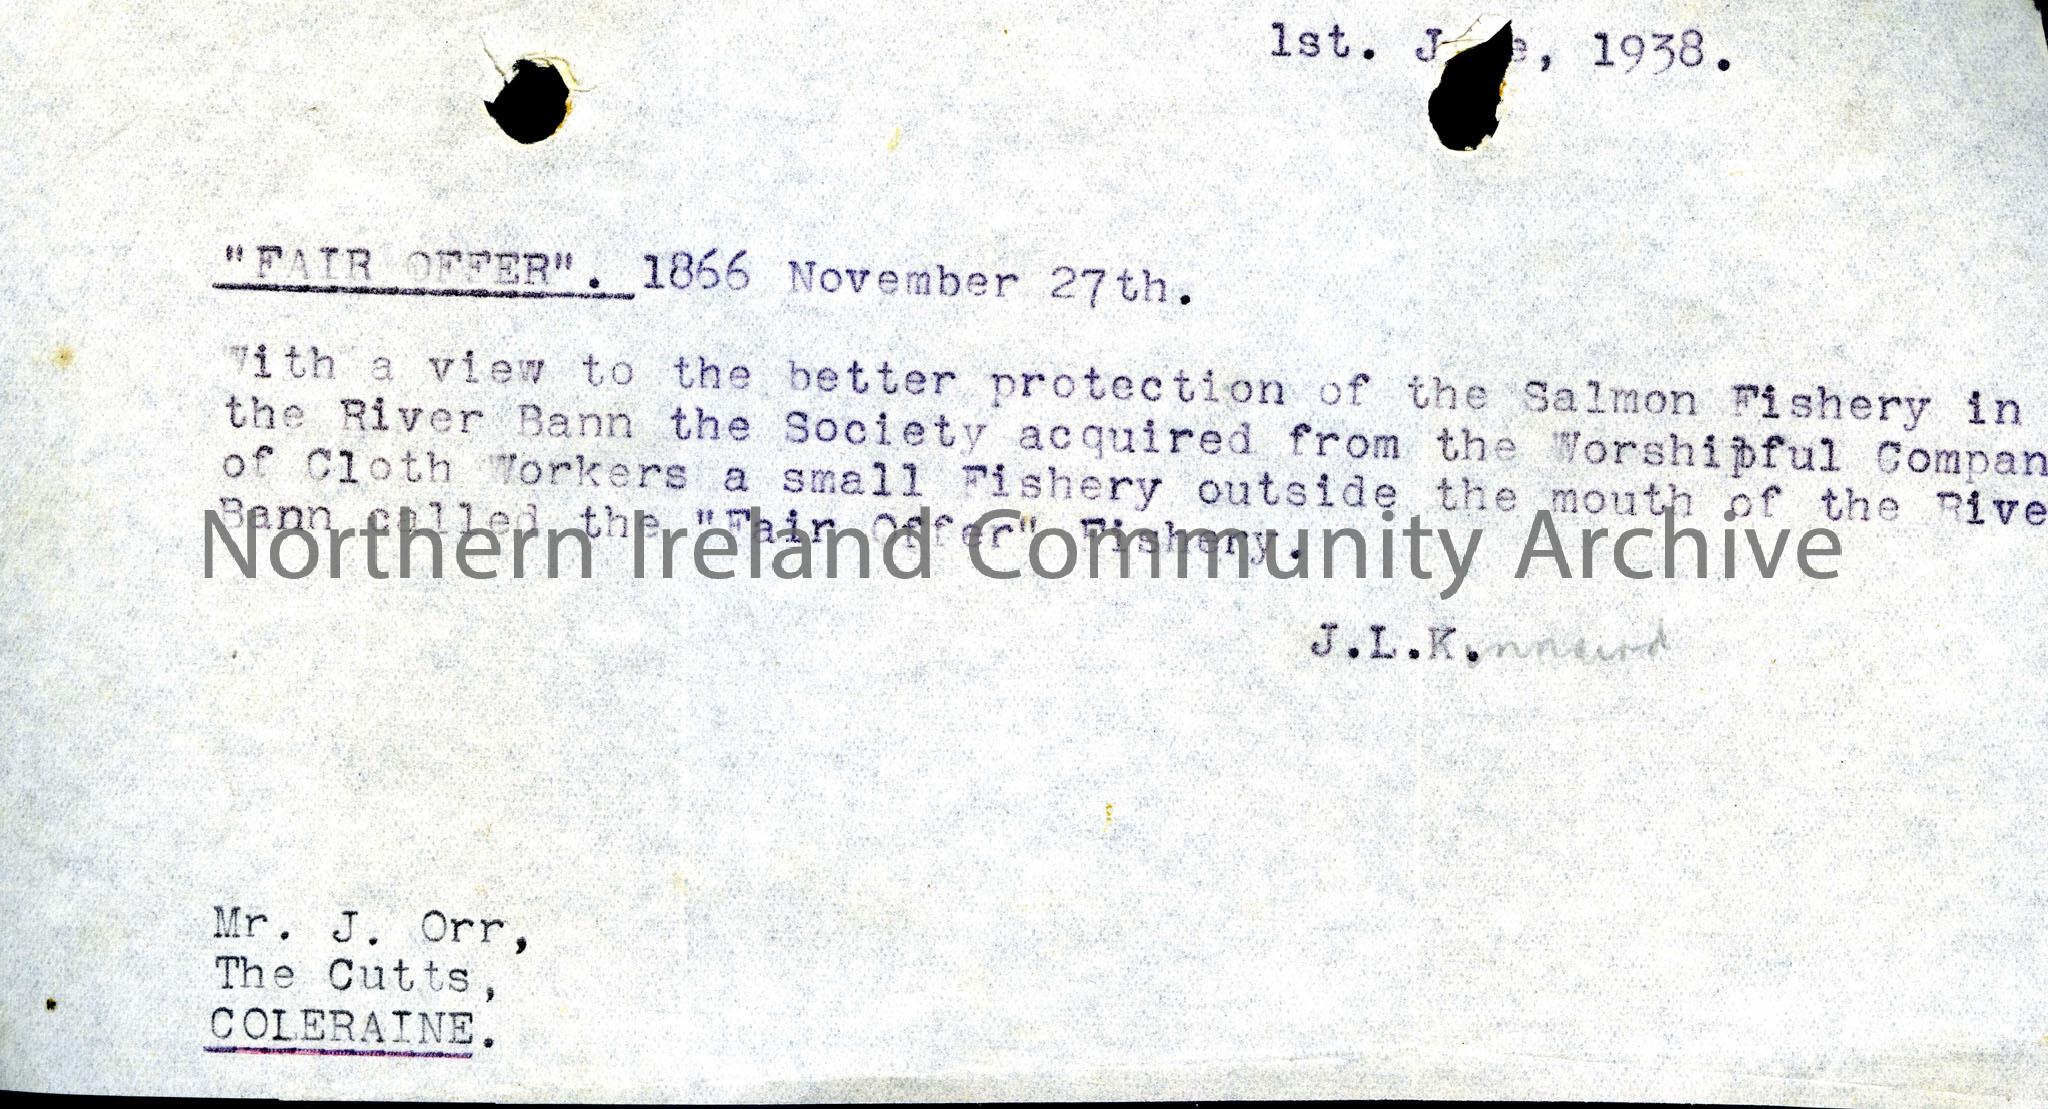 1st. J e, 1938.
"FAIR OFFER". 1866 November 27th.
With a view to the better protection of the Salmon Fishery in
the River Bann the Society acquired from the Worshipful Compan
of Cloth Workers a small Fishery outside the mouth of the Rive
Bann called the "Fair Offer" Fishery.
Northern Ireland Community Archive
J.L.Kinnaird
Mr. J. Orr,
The Cutts,
COLERAINE.